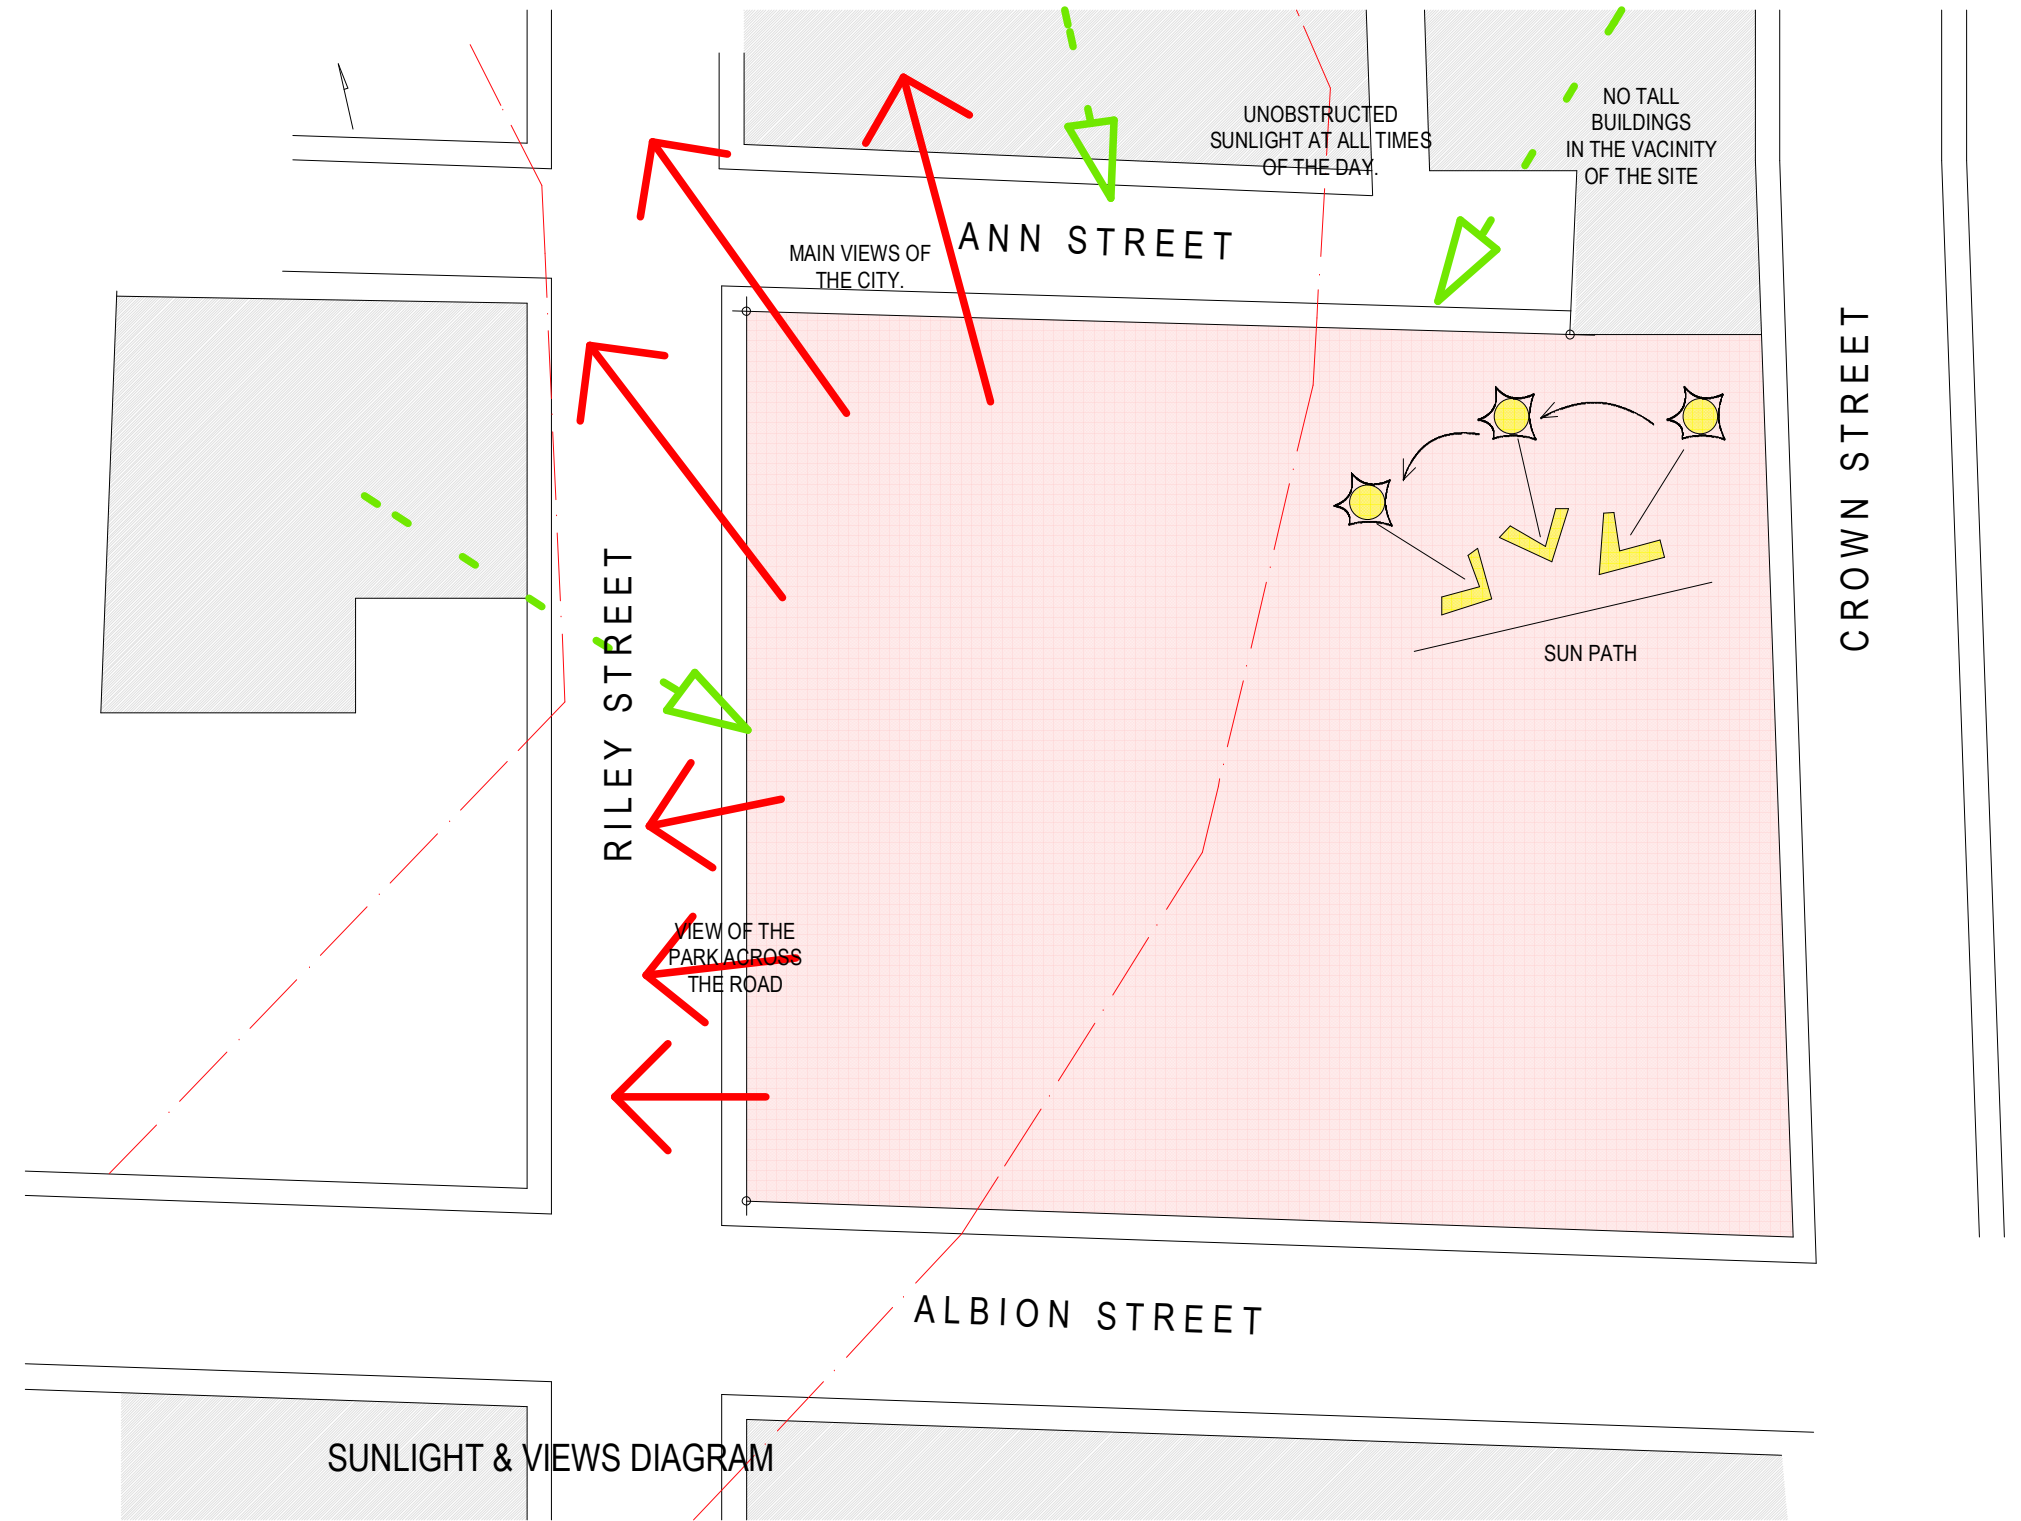 UNOBSTRUCTED
SUNLIGHT AT ALL TIMES
OF THE DAY.
NO TALL
BUILDINGS
IN THE VACINITY
OF THE SITE
ANN STREET
MAIN VIEWS OF
THE CITY.
CROWN STREET
RILEY STREET
SUN PATH
VIEW OF THE
PARK ACROSS
THE ROAD
ALBION STREET
SUNLIGHT & VIEWS DIAGRAM